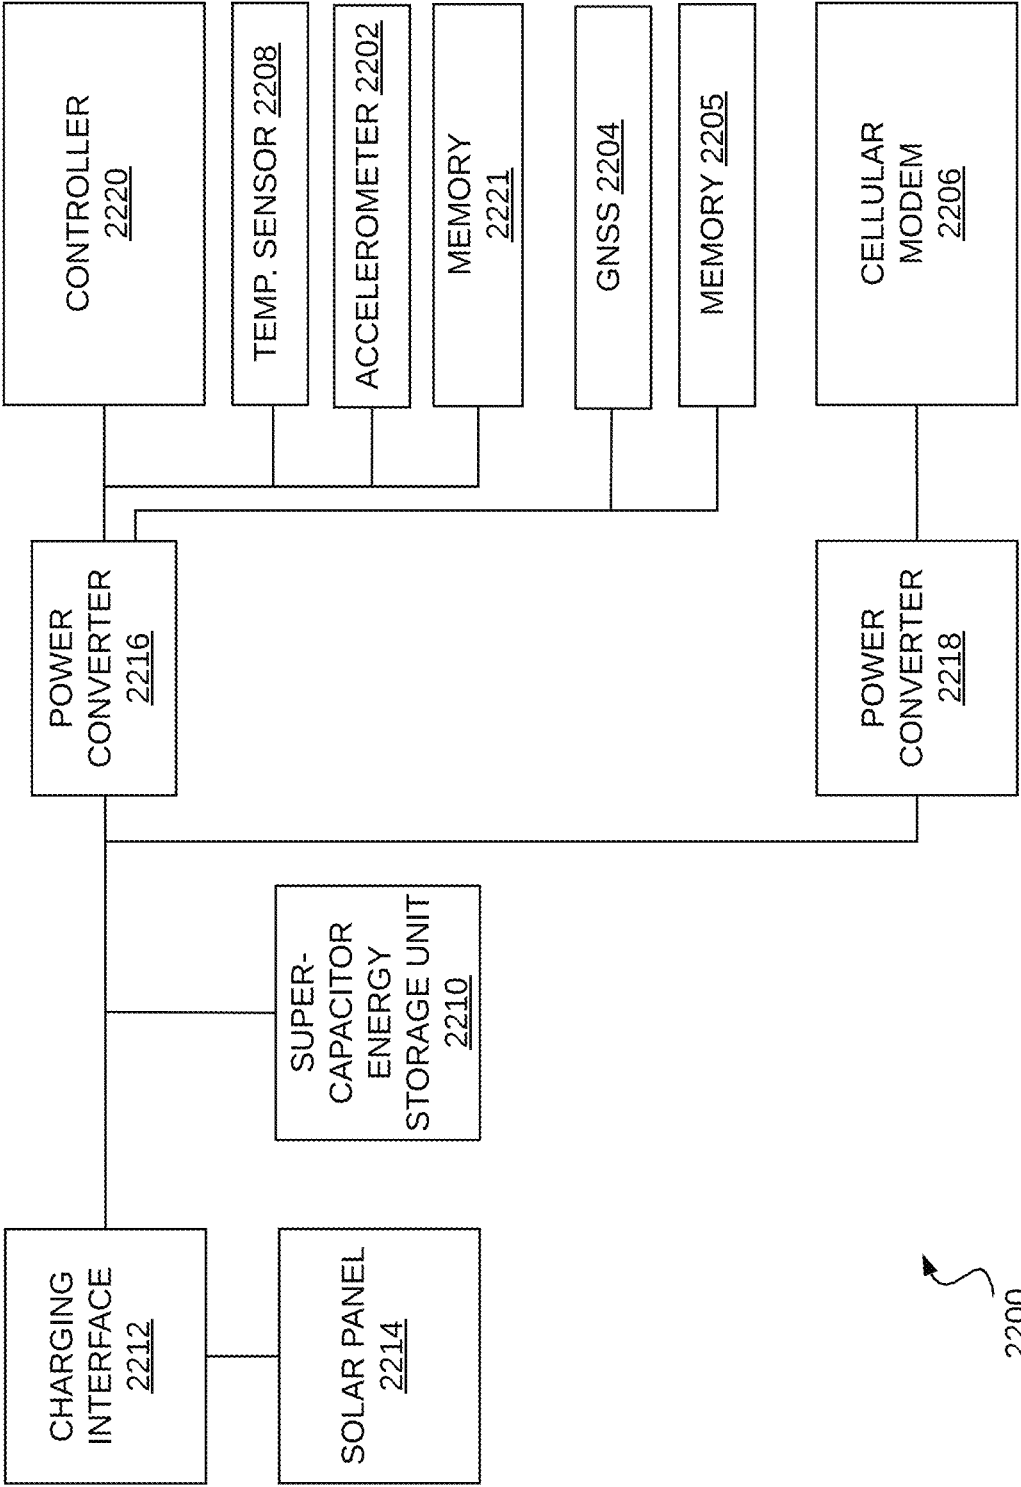 CHARGING
INTERFACE
2212
SOLAR PANEL
2214
SUPER-
CAPACITOR
ENERGY
STORAGE UNIT
2210
POWER
CONVERTER
2216
POWER
CONVERTER
2218
CONTROLLER
2220
TEMP. SENSOR 2208
ACCELEROMETER 2202
MEMORY
2221
GNSS 2204
MEMORY 2205
CELLULAR
MODEM
2206
2200